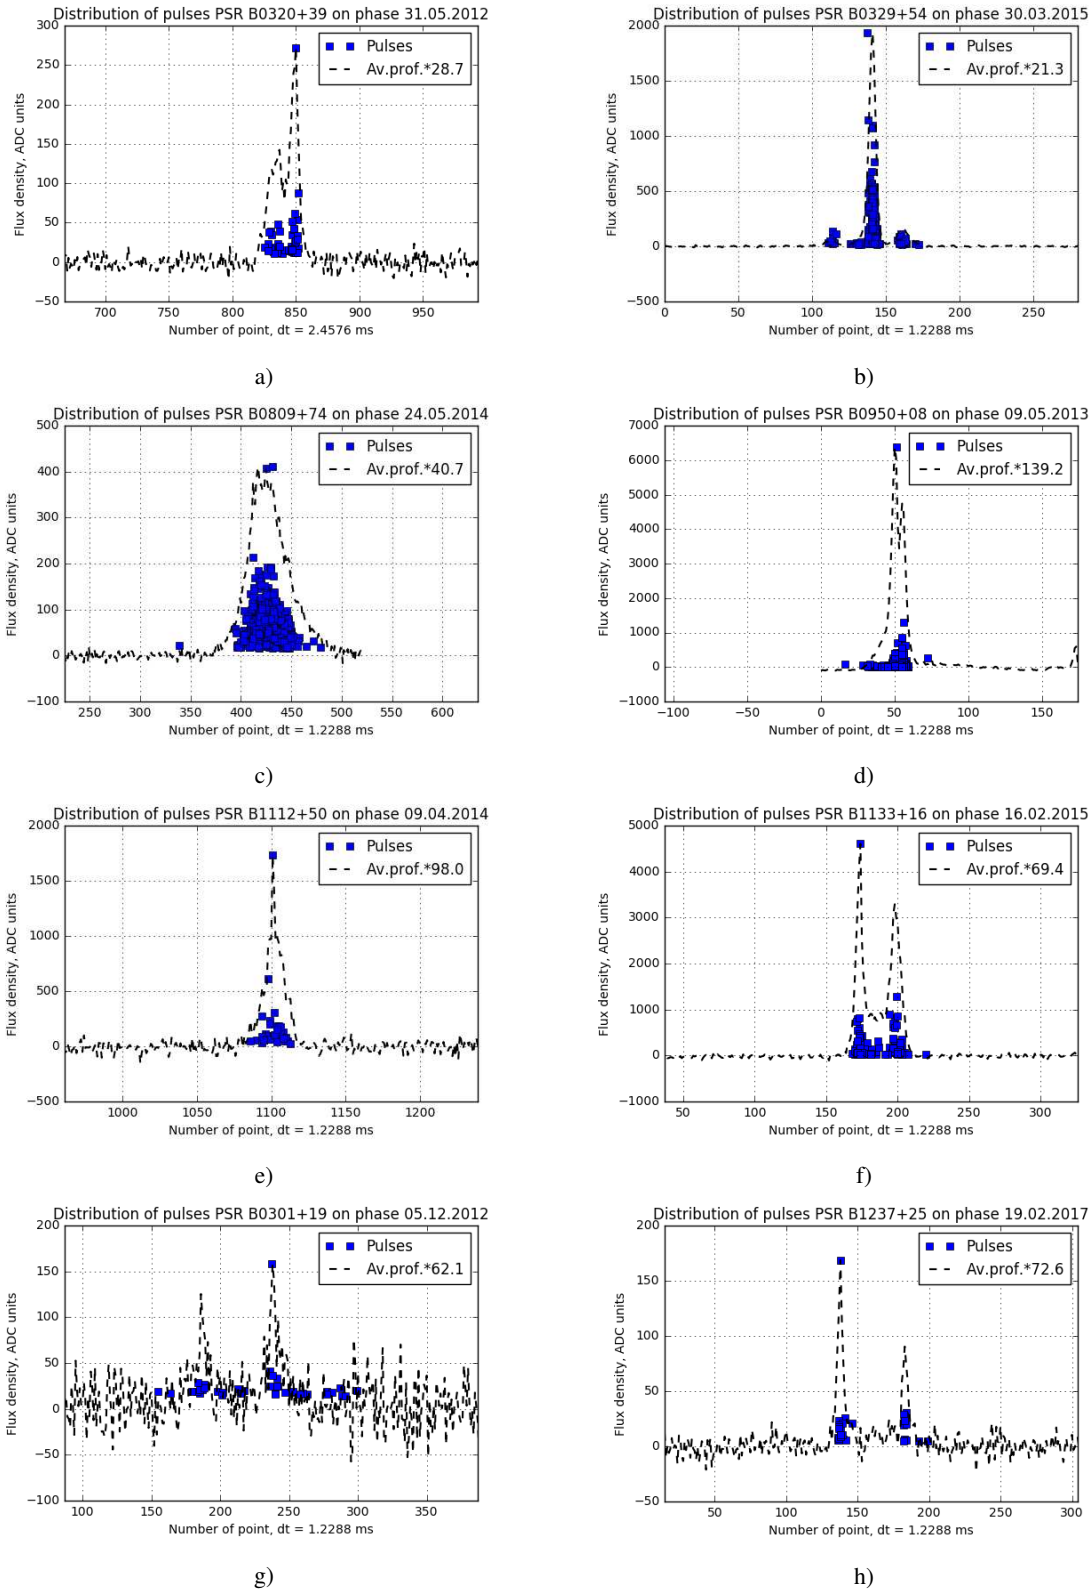 Distribution of pulses PSR B0320+39 on phase 31.05.2012
300
250
200
150
100
50
0
−50
Flux density, ADC units
Pulses
Av.prof.*28.7
700 750 800 850 900 950
Number of point, dt = 2.4576 ms
a)
Distribution of pulses PSR B0329+54 on phase 30.03.2015
2000
1500
1000
500
0
−500
Flux density, ADC units
Pulses
Av.prof.*21.3
0 50 100 150 200 250
Number of point, dt = 1.2288 ms
b)
Distribution of pulses PSR B0809+74 on phase 24.05.2014
500
400
300
200
100
0
−100
Flux density, ADC units
Pulses
Av.prof.*40.7
250 300 350 400 450 500 550 600
Number of point, dt = 1.2288 ms
c)
Distribution of pulses PSR B0950+08 on phase 09.05.2013
7000
6000
5000
4000
3000
2000
1000
0
−1000
Flux density, ADC units
Pulses
Av.prof.*139.2
−100 −50 0 50 100 150
Number of point, dt = 1.2288 ms
d)
Distribution of pulses PSR B1112+50 on phase 09.04.2014
2000
1500
1000
500
0
−500
Flux density, ADC units
Pulses
Av.prof.*98.0
1000 1050 1100 1150 1200
Number of point, dt = 1.2288 ms
e)
Distribution of pulses PSR B1133+16 on phase 16.02.2015
5000
4000
3000
2000
1000
0
−1000
Flux density, ADC units
Pulses
Av.prof.*69.4
50 100 150 200 250 300
Number of point, dt = 1.2288 ms
f)
Distribution of pulses PSR B0301+19 on phase 05.12.2012
200
150
100
50
0
−50
−100
Flux density, ADC units
Pulses
Av.prof.*62.1
100 150 200 250 300 350
Number of point, dt = 1.2288 ms
g)
Distribution of pulses PSR B1237+25 on phase 19.02.2017
200
150
100
50
0
−50
Flux density, ADC units
Pulses
Av.prof.*72.6
50 100 150 200 250 300
Number of point, dt = 1.2288 ms
h)